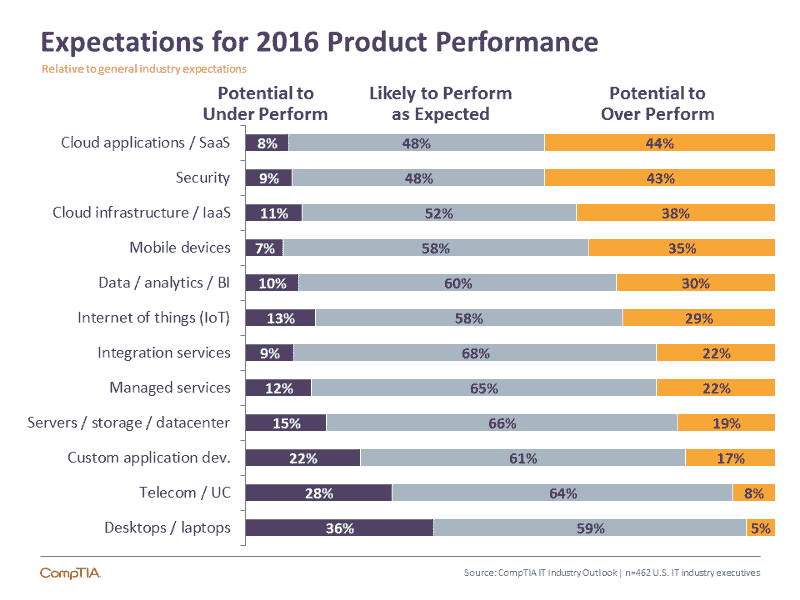 Expectations for 2016 Product Performance
Relative to general industry expectations
Potential to Under Perform
Likely to Perform as Expected
Potential to Over Perform
Cloud applications / SaaS 8% 48% 44%
Security 9% 48% 43%
Cloud infrastructure / IaaS 11% 52% 38%
Mobile devices 7% 58% 35%
Data / analytics / BI 10% 60% 30%
Internet of things (IoT) 13% 58% 29%
Integration services 9% 68% 22%
Managed services 12% 65% 22%
Servers / storage / datacenter 15% 66% 19%
Custom application dev. 22% 61% 17%
Telecom / UC 28% 64% 8%
Desktops / laptops 36% 59% 5%
CompTIA.
Source: CompTIA IT Industry Outlook | n=462 U.S. IT industry executives